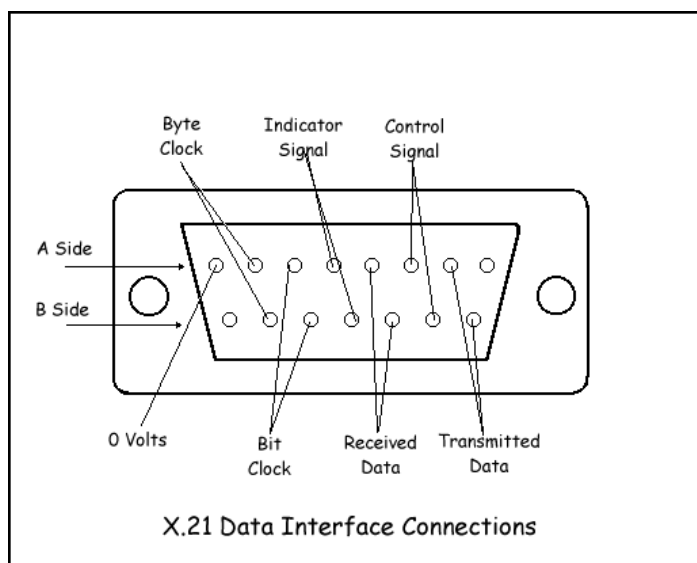 Byte
Clock
Indicator
Signal
Control
Signal
A Side
B Side
0 Volts
Bit
Clock
Received
Data
Transmitted
Data
X.21 Data Interface Connections